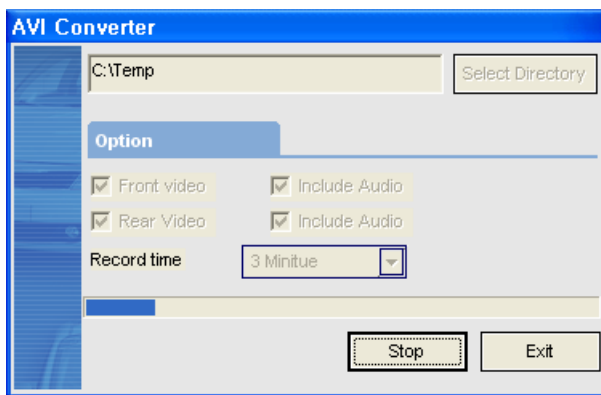 AVI Converter
C:\Temp
Select Directory
Option
Front video
Include Audio
Rear Video
Include Audio
Record time
3 Minitue
Stop
Exit